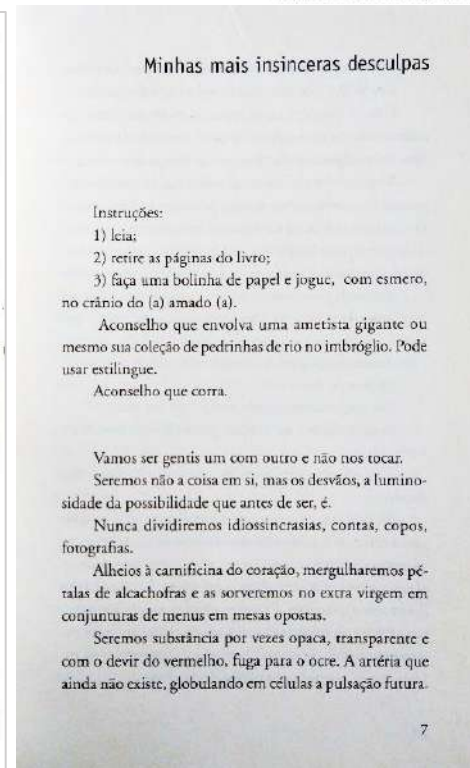 Minhas mais insinceras desculpas
Instruções:
1) leia;
2) retire as páginas do livro;
3) faça uma bolinha de papel e jogue, com esmero,
no crânio do (a) amado (a).
Aconselho que envolva uma ametista gigante ou
mesmo sua coleção de pedrinhas de rio no imbróglio. Pode
usar estilingue.
Aconselho que corra.
Vamos ser gentis um com outro e não nos tocar.
Seremos não a coisa em si, mas os desvãos, a lumino-
sidade da possibilidade que antes de ser, é.
Nunca dividiremos idiossincrasias, contas, copos,
fotografias.
Alheios à carnificina do coração, mergulharemos pé-
talas de alcachofras e as sorveremos no extra virgem em
conjunturas de menus em mesas opostas.
Seremos substância por vezes opaca, transparente e
com o devir do vermelho, fuga para o ocre. A artéria que
ainda não existe, globulando em células a pulsação futura.
7